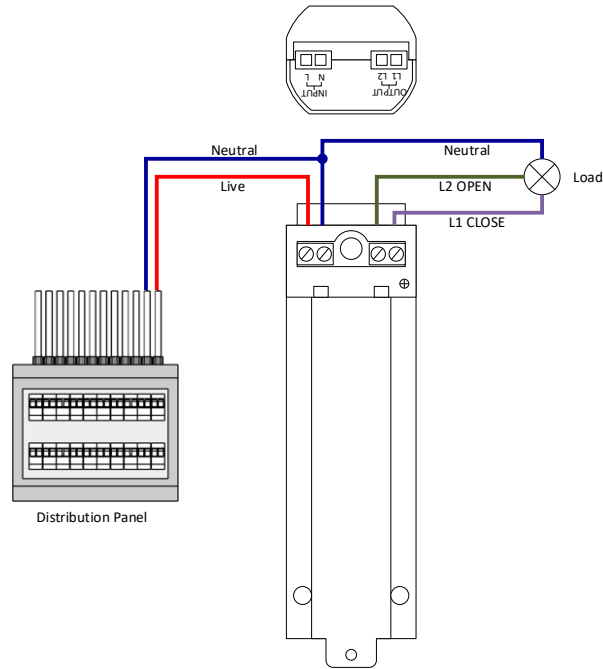 L N L2 L1
INPUT OUTPUT
Neutral Neutral
Live L2 OPEN Load
L1 CLOSE
Distribution Panel